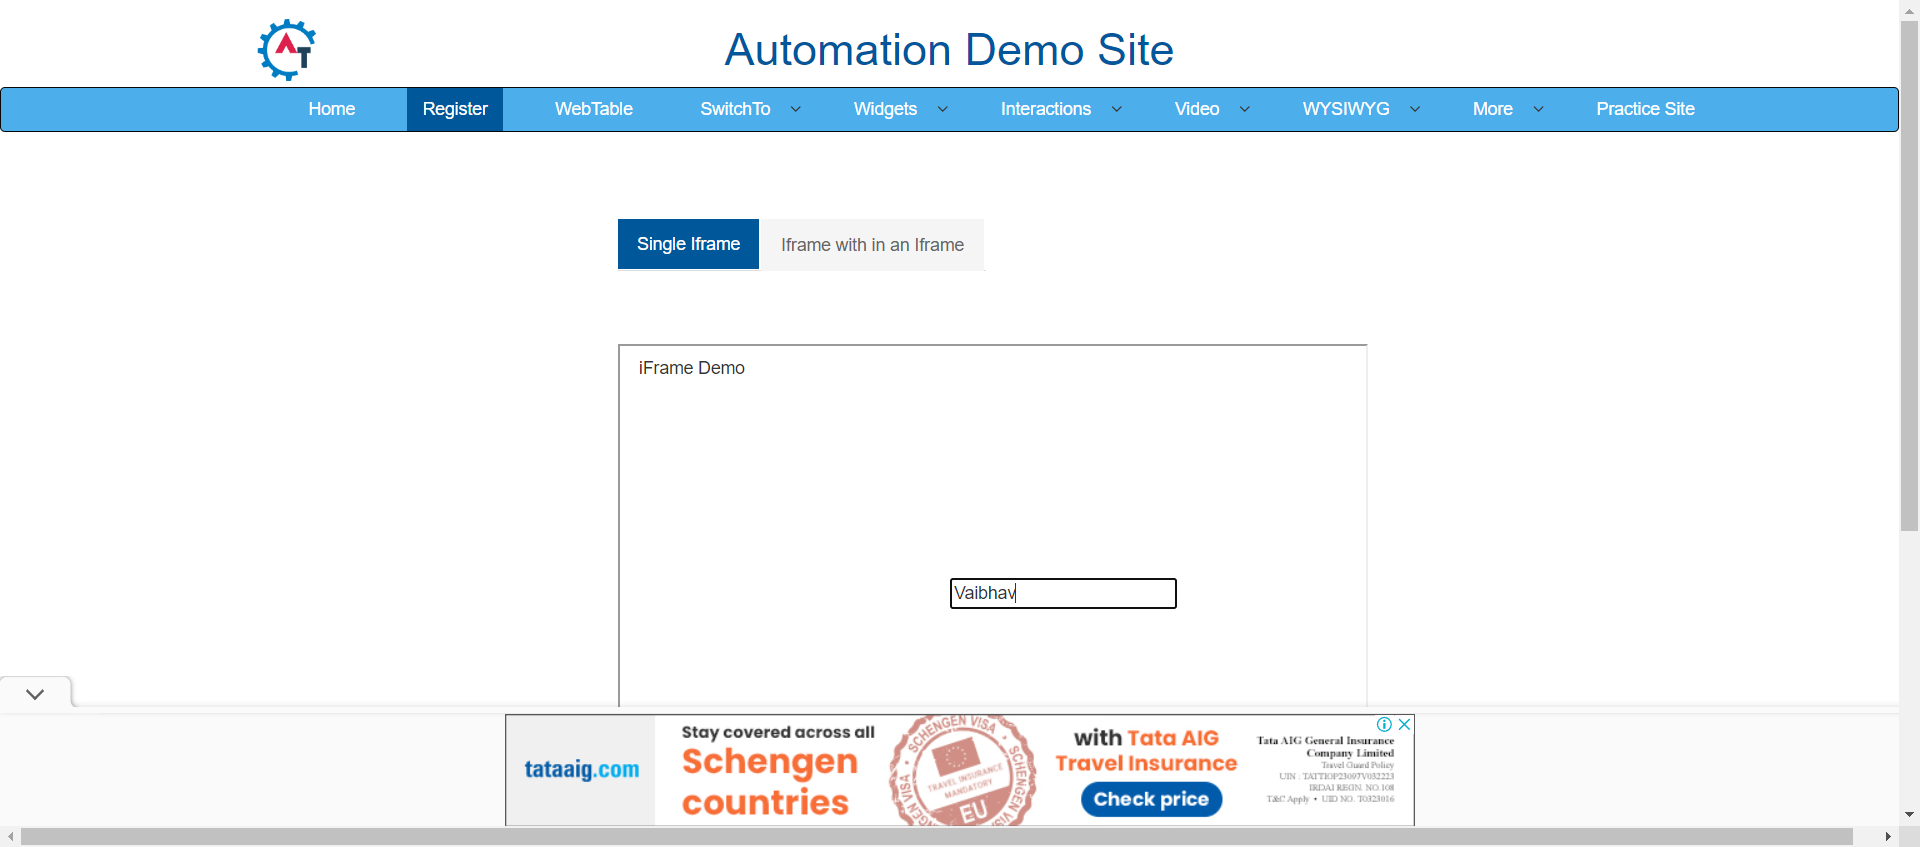 AT
Automation Demo Site
Home Register WebTable SwitchTo Widgets Interactions Video WYSIWYG More Practice Site
Single Iframe Iframe with in an Iframe
iFrame Demo
Vaibhav
tataaig.com
Stay covered across all
Schengen
countries
SCHENGEN VISA • SCHENGEN VISA
TRAVEL INSURANCE
MANDATORY
EU
with Tata AIG
Travel Insurance
Check price
Tata AIG General Insurance
Company Limited
Travel Guard Policy
UIN : TATTIOP23097V032223
IRDAI REGN. NO.108
T&C Apply • UID NO. T0323016